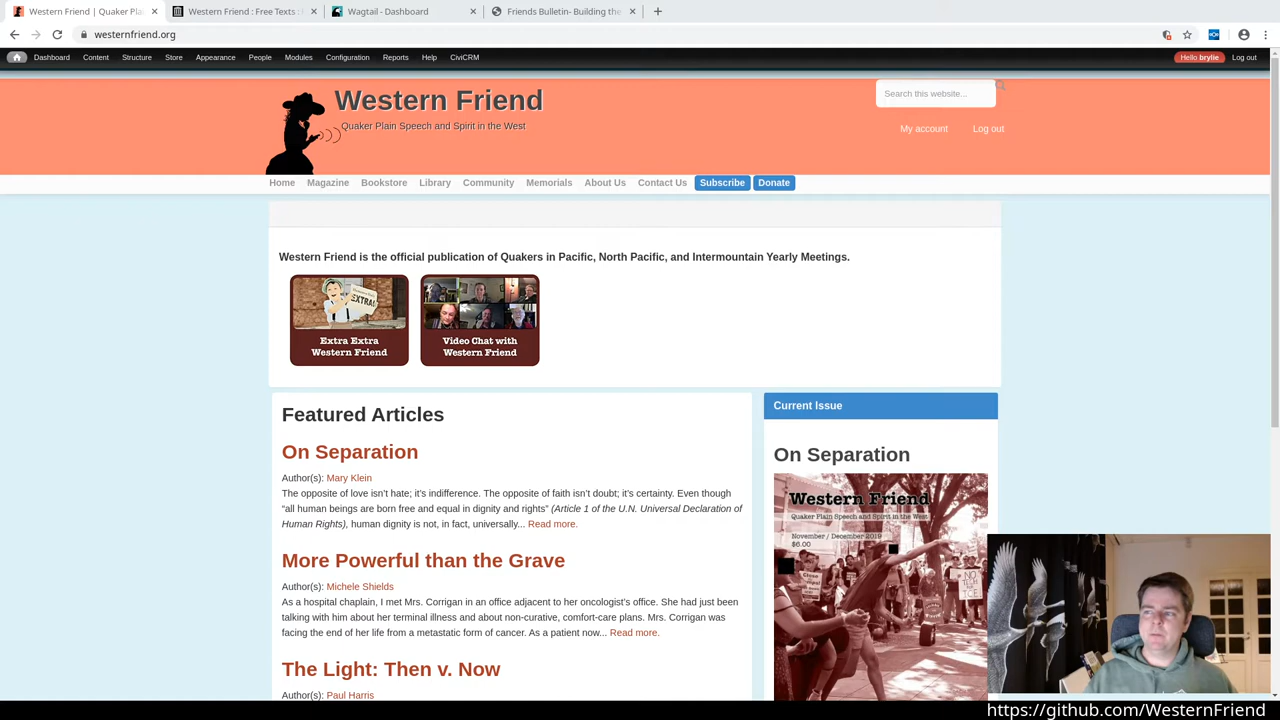 Western Friend | Quaker Pla
Western Friend : Free Texts :
Wagtail - Dashboard
Friends Bulletin- Building the
westernfriend.org
Dashboard Content Structure Store Appearance People Modules Configuration Reports Help CiviCRM
Hello brylie Log out
Western Friend
Quaker Plain Speech and Spirit in the West
Search this website...
My account Log out
Home Magazine Bookstore Library Community Memorials About Us Contact Us Subscribe Donate
Western Friend is the official publication of Quakers in Pacific, North Pacific, and Intermountain Yearly Meetings.
EXTRA!
Extra Extra
Western Friend
Video Chat with
Western Friend
Featured Articles
On Separation
Author(s): Mary Klein
The opposite of love isn’t hate; it’s indifference. The opposite of faith isn’t doubt; it’s certainty. Even though
“all human beings are born free and equal in dignity and rights” (Article 1 of the U.N. Universal Declaration of
Human Rights), human dignity is not, in fact, universally... Read more.
More Powerful than the Grave
Author(s): Michele Shields
As a hospital chaplain, I met Mrs. Corrigan in an office adjacent to her oncologist’s office. She had just been
talking with him about her terminal illness and about non-curative, comfort-care plans. Mrs. Corrigan was
facing the end of her life from a metastatic form of cancer. As a patient now... Read more.
The Light: Then v. Now
Author(s): Paul Harris
Current Issue
On Separation
Western Friend
Quaker Plain Speech and Spirit in the West
November / December 2019
$6.00
NO
TECH
FOR
ICE
https://github.com/WesternFriend